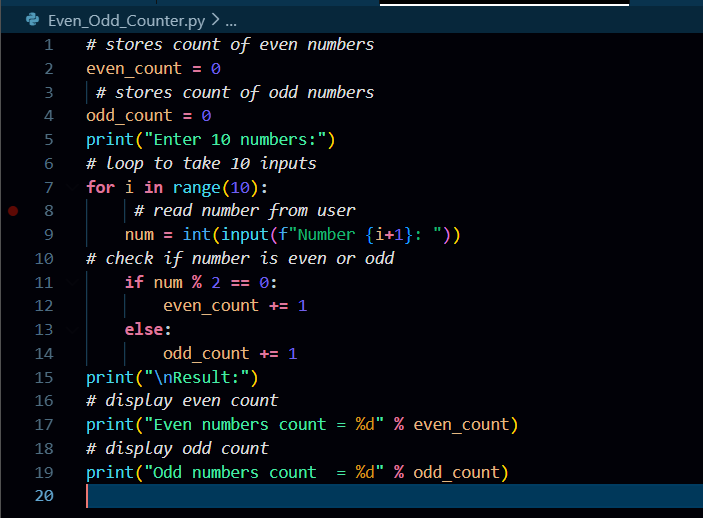 Even_Odd_Counter.py > ...
1 # stores count of even numbers
2 even_count = 0
3  # stores count of odd numbers
4 odd_count = 0
5 print("Enter 10 numbers:")
6 # loop to take 10 inputs
7 for i in range(10):
8      # read number from user
9     num = int(input(f"Number {i+1}: "))
10 # check if number is even or odd
11     if num % 2 == 0:
12         even_count += 1
13     else:
14         odd_count += 1
15 print("\nResult:")
16 # display even count
17 print("Even numbers count = %d" % even_count)
18 # display odd count
19 print("Odd numbers count  = %d" % odd_count)
20